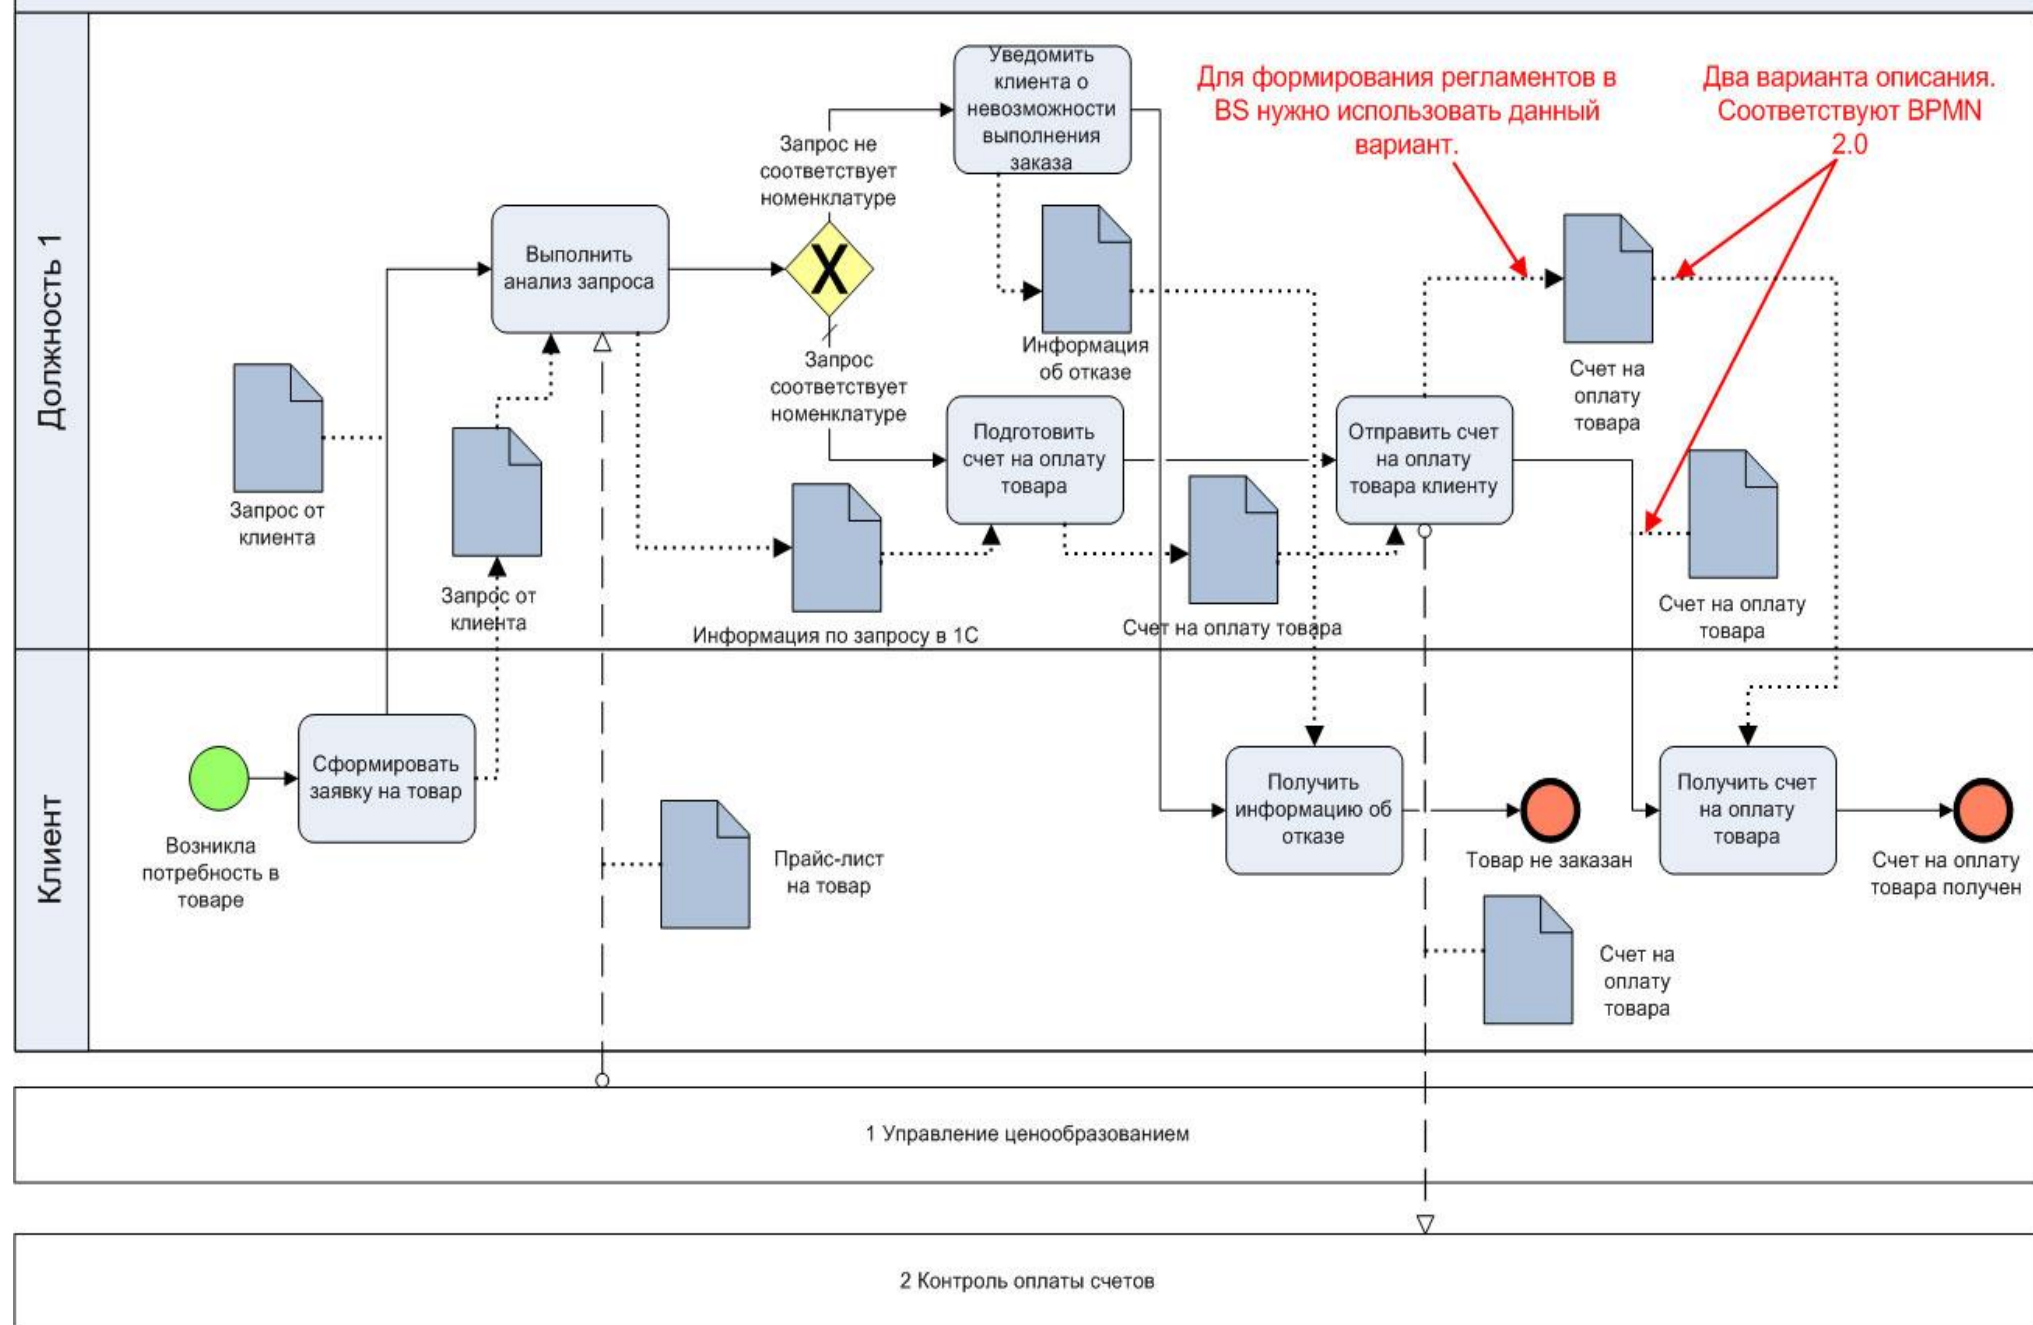 Должность 1
Уведомить
клиента о
невозможности
выполнения
заказа
Для формирования регламентов в
BS нужно использовать данный
вариант.
Два варианта описания.
Соответствуют BPMN
2.0
Запрос не
соответствует
номенклатуре
Выполнить
анализ запроса
X
Информация
об отказе
Запрос
соответствует
номенклатуре
Счет на
оплату
товара
Запрос от
клиента
Подготовить
счет на оплату
товара
Отправить счет
на оплату
товара клиенту
Запрос от
клиента
Информация по запросу в 1С
Счет на оплату товара
Счет на оплату
товара
Клиент
Возникла
потребность в
товаре
Сформировать
заявку на товар
Прайс-лист
на товар
Получить
информацию об
отказе
Товар не заказан
Получить счет
на оплату
товара
Счет на оплату
товара получен
Счет на
оплату
товара
1 Управление ценообразованием
2 Контроль оплаты счетов